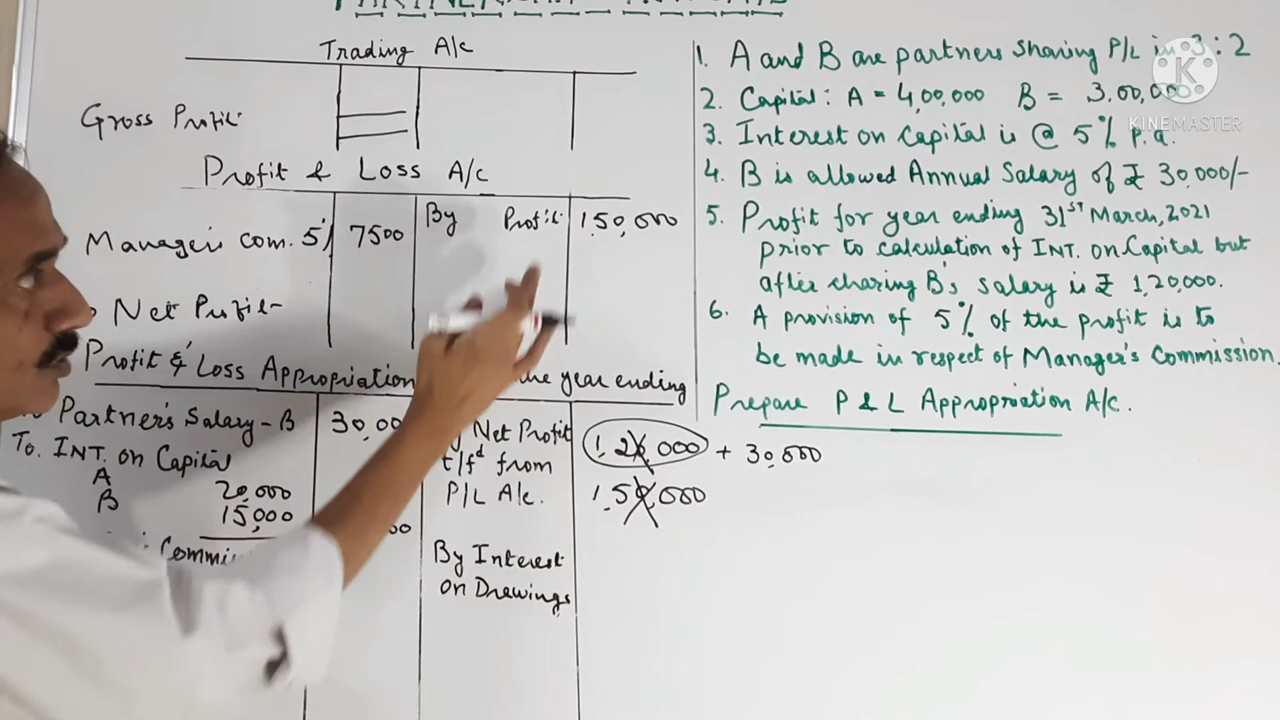 Trading A/c
Gross Profit
Profit & Loss A/c
Manager's com. 5% 7500 By Profit 1,50,000
Net Profit
Profit & Loss Appropriation the year ending
Partner's Salary - B 30,00 Net Profit 1,20,000 + 30,000
To. INT. on Capital t/fd from
A 20,000 P/L A/c. 1,50,000
B 15,000
Commi
By Interest
on Drawings
1. A and B are partners sharing P/L in 3:2
2. Capital: A = 4,00,000 B = 3,00,000
3. Interest on Capital is @ 5% p.a.
4. B is allowed Annual Salary of ₹ 30,000/-
5. Profit for year ending 31ST March, 2021
prior to calculation of INT. on Capital but
after charing B's salary is ₹ 1,20,000.
6. A provision of 5% of the profit is to
be made in respect of Manager's Commission.
Prepare P & L Appropriation A/c.
K
KINEMASTER